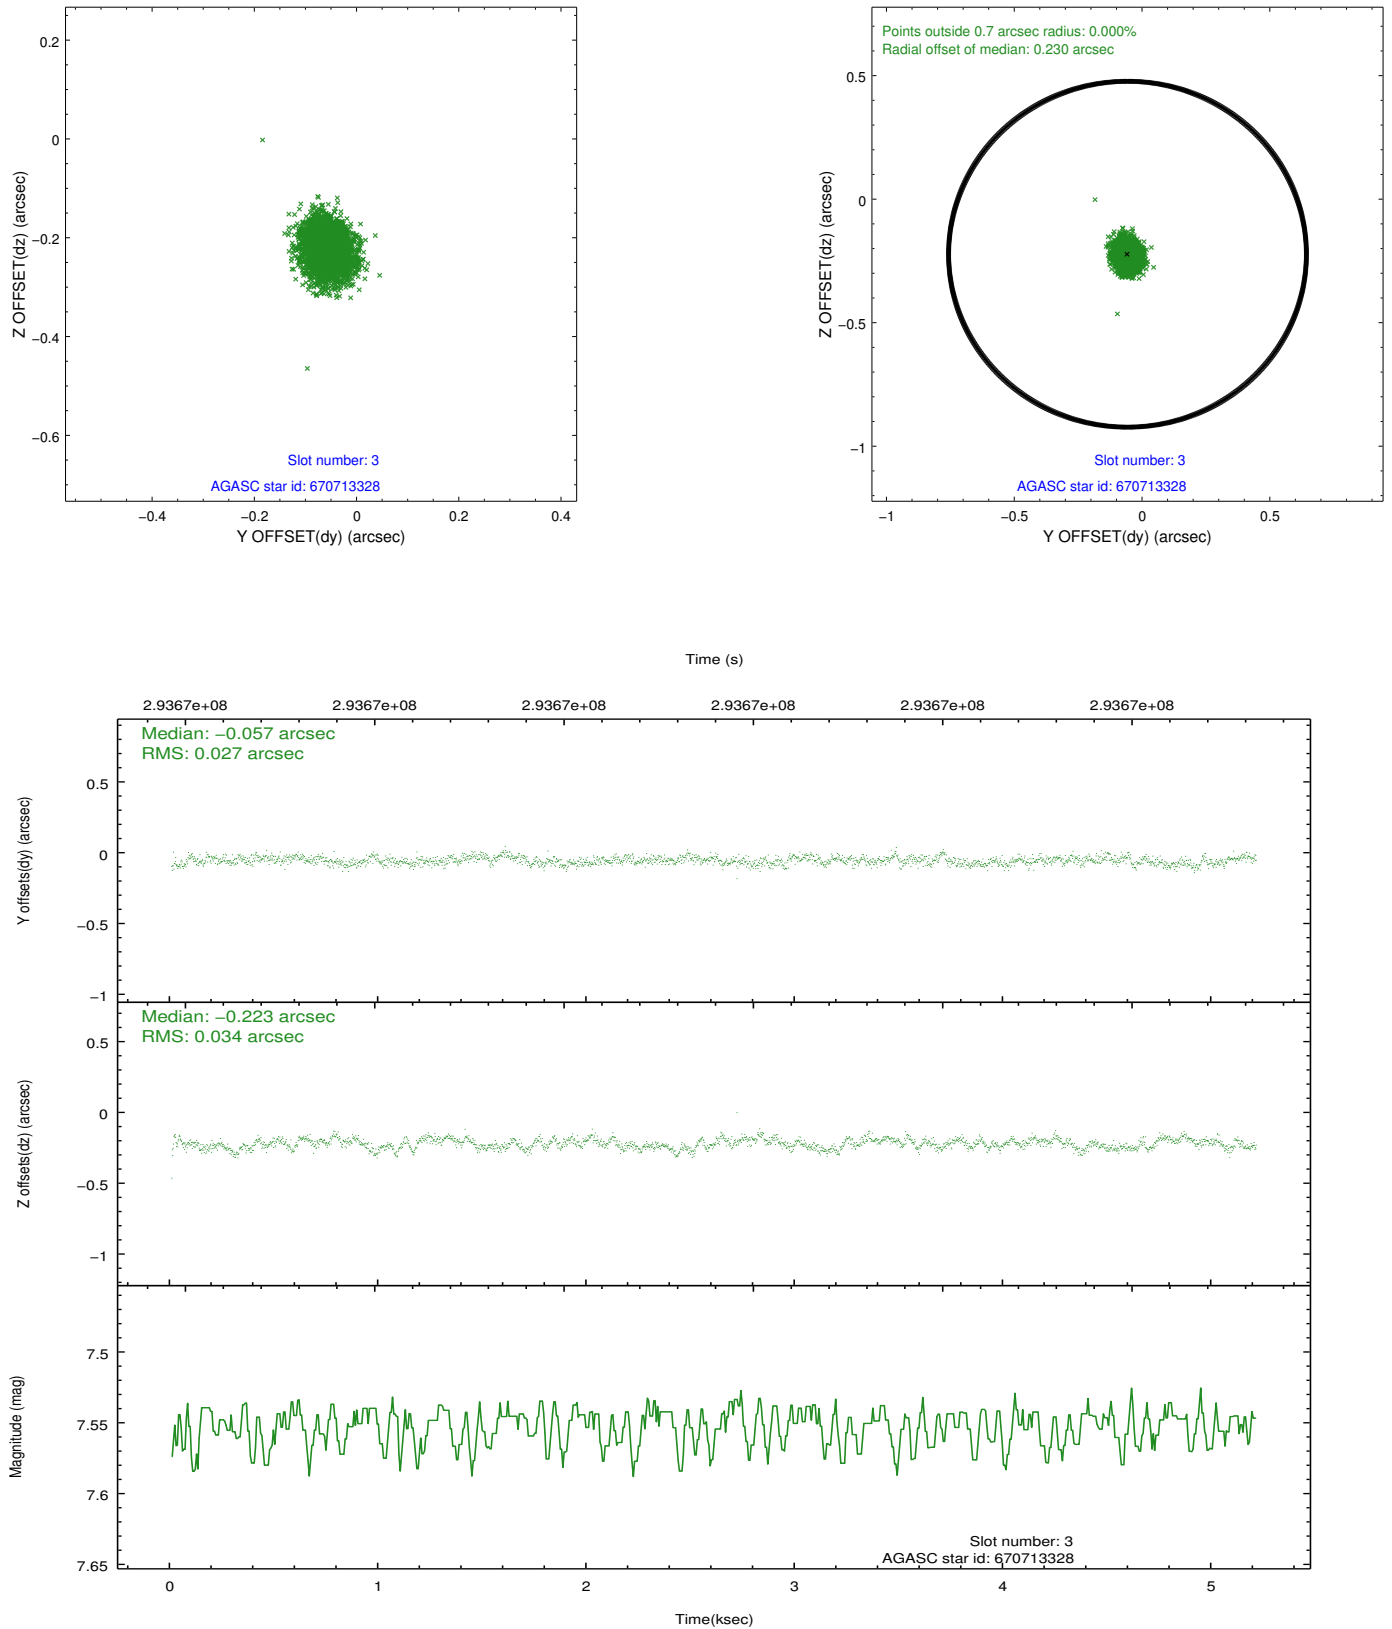 0.2
0
−0.2
−0.4
−0.6
Z OFFSET(dz) (arcsec)
Slot number: 3
AGASC star id: 670713328
−0.4
−0.2
0
0.2
0.4
Y OFFSET(dy) (arcsec)
Points outside 0.7 arcsec radius: 0.000%
Radial offset of median: 0.230 arcsec
0.5
0
−0.5
−1
Z OFFSET(dz) (arcsec)
Slot number: 3
AGASC star id: 670713328
−1
−0.5
0
0.5
Y OFFSET(dy) (arcsec)
Time (s)
2.9367e+08 2.9367e+08 2.9367e+08 2.9367e+08 2.9367e+08 2.9367e+08
Median: −0.057 arcsec
RMS: 0.027 arcsec
0.5
0
−0.5
−1
Y offsets(dy) (arcsec)
Median: −0.223 arcsec
RMS: 0.034 arcsec
0.5
0
−0.5
−1
Z offsets(dz) (arcsec)
7.5
7.55
7.6
7.65
Magnitude (mag)
Slot number: 3
AGASC star id: 670713328
0 1 2 3 4 5
Time(ksec)